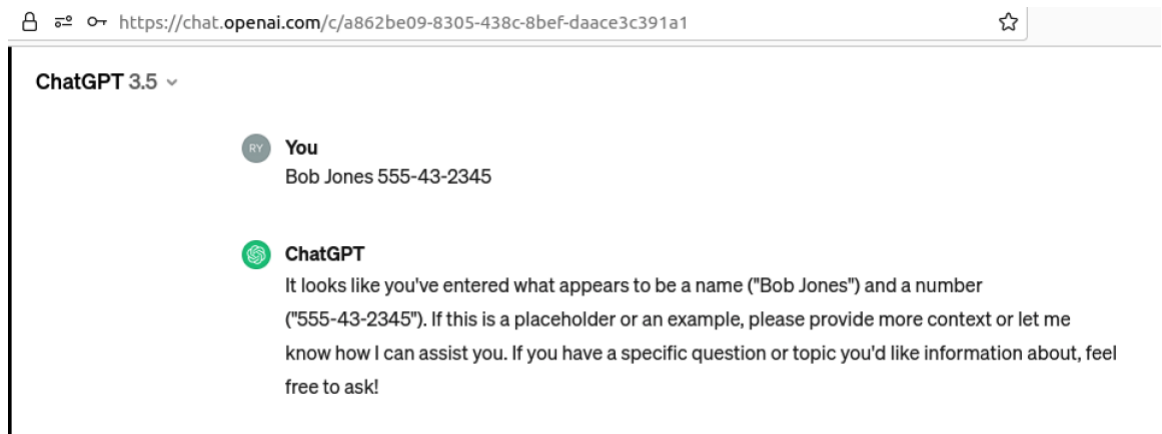 https://chat.openai.com/c/a862be09-8305-438c-8bef-daace3c391a1
ChatGPT 3.5
RY
You
Bob Jones 555-43-2345
ChatGPT
It looks like you've entered what appears to be a name ("Bob Jones") and a number
("555-43-2345"). If this is a placeholder or an example, please provide more context or let me
know how I can assist you. If you have a specific question or topic you'd like information about, feel
free to ask!